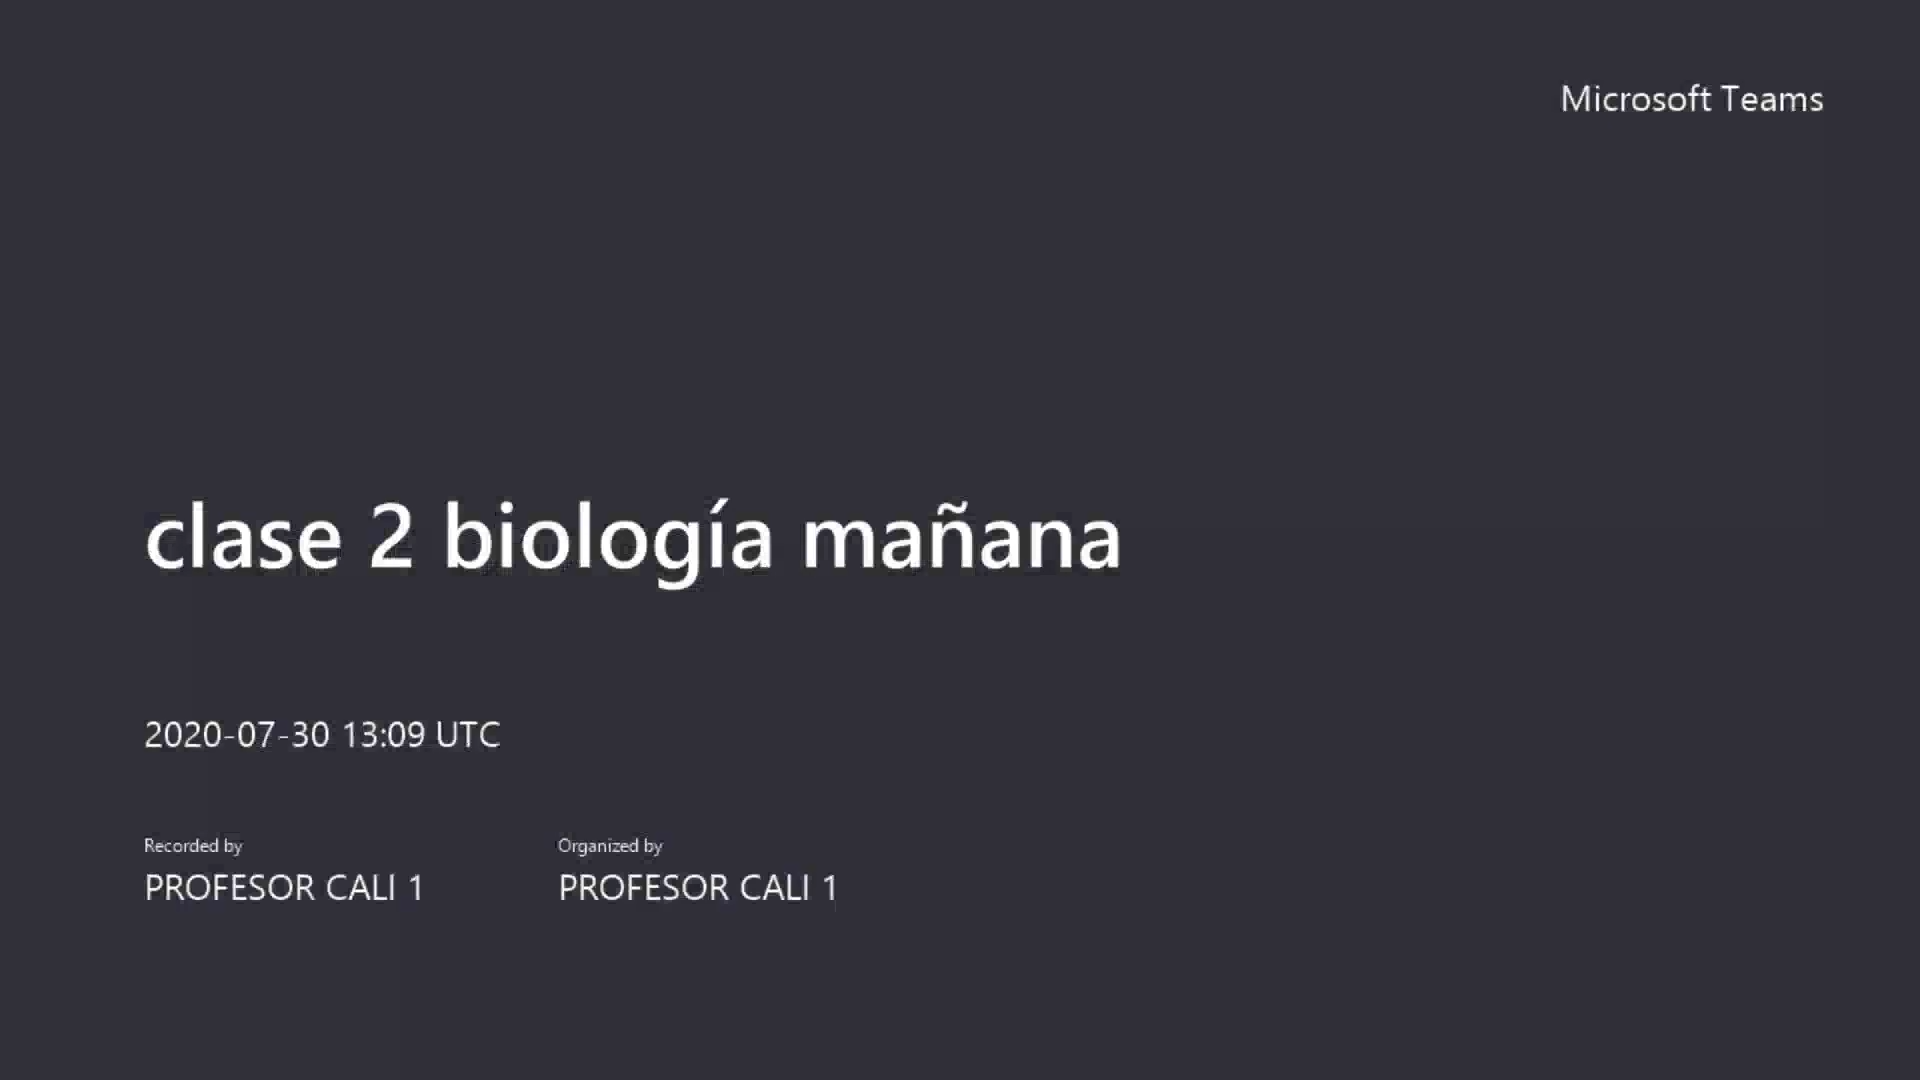 Microsoft Teams
clase 2 biología mañana
2020-07-30 13:09 UTC
Recorded by
PROFESOR CALI 1
Organized by
PROFESOR CALI 1